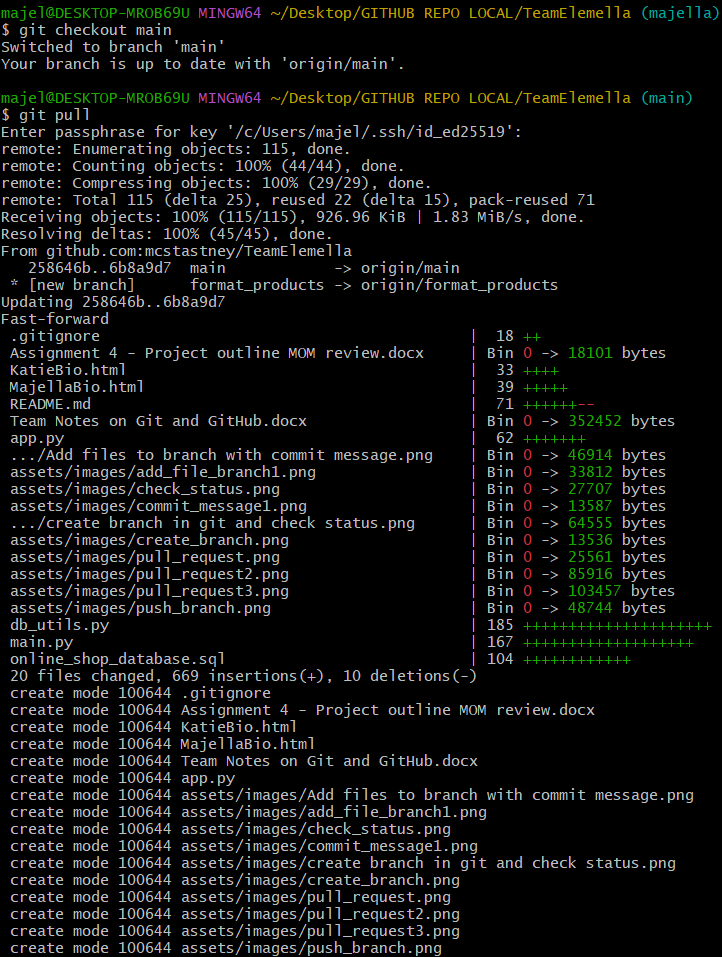 majel@DESKTOP-MROB69U MINGW64 ~/Desktop/GITHUB REPO LOCAL/TeamElemella (majella)
$ git checkout main
Switched to branch 'main'
Your branch is up to date with 'origin/main'.
majel@DESKTOP-MROB69U MINGW64 ~/Desktop/GITHUB REPO LOCAL/TeamElemella (main)
$ git pull
Enter passphrase for key '/c/Users/majel/.ssh/id_ed25519':
remote: Enumerating objects: 115, done.
remote: Counting objects: 100% (44/44), done.
remote: Compressing objects: 100% (29/29), done.
remote: Total 115 (delta 25), reused 22 (delta 15), pack-reused 71
Receiving objects: 100% (115/115), 926.96 KiB | 1.83 MiB/s, done.
Resolving deltas: 100% (45/45), done.
From github.com:mcstastney/TeamElemella
   258646b..6b8a9d7  main            -> origin/main
 * [new branch]      format_products -> origin/format_products
Updating 258646b..6b8a9d7
Fast-forward
 .gitignore                                         |  18 ++
 Assignment 4 - Project outline MOM review.docx     | Bin 0 -> 18101 bytes
 KatieBio.html                                      |  33 ++++
 MajellaBio.html                                    |  39 +++++
 README.md                                          |  71 ++++++--
 Team Notes on Git and GitHub.docx                  | Bin 0 -> 352452 bytes
 app.py                                             |  62 +++++++
 .../Add files to branch with commit message.png    | Bin 0 -> 46914 bytes
 assets/images/add_file_branch1.png                 | Bin 0 -> 33812 bytes
 assets/images/check_status.png                     | Bin 0 -> 27707 bytes
 assets/images/commit_message1.png                  | Bin 0 -> 13587 bytes
 .../create branch in git and check status.png      | Bin 0 -> 64555 bytes
 assets/images/create_branch.png                    | Bin 0 -> 13536 bytes
 assets/images/pull_request.png                     | Bin 0 -> 25561 bytes
 assets/images/pull_request2.png                    | Bin 0 -> 85916 bytes
 assets/images/pull_request3.png                    | Bin 0 -> 103457 bytes
 assets/images/push_branch.png                      | Bin 0 -> 48744 bytes
 db_utils.py                                        | 185 +++++++++++++++++++++
 main.py                                            | 167 +++++++++++++++++++
 online_shop_database.sql                           | 104 ++++++++++++
 20 files changed, 669 insertions(+), 10 deletions(-)
 create mode 100644 .gitignore
 create mode 100644 Assignment 4 - Project outline MOM review.docx
 create mode 100644 KatieBio.html
 create mode 100644 MajellaBio.html
 create mode 100644 Team Notes on Git and GitHub.docx
 create mode 100644 app.py
 create mode 100644 assets/images/Add files to branch with commit message.png
 create mode 100644 assets/images/add_file_branch1.png
 create mode 100644 assets/images/check_status.png
 create mode 100644 assets/images/commit_message1.png
 create mode 100644 assets/images/create branch in git and check status.png
 create mode 100644 assets/images/create_branch.png
 create mode 100644 assets/images/pull_request.png
 create mode 100644 assets/images/pull_request2.png
 create mode 100644 assets/images/pull_request3.png
 create mode 100644 assets/images/push_branch.png